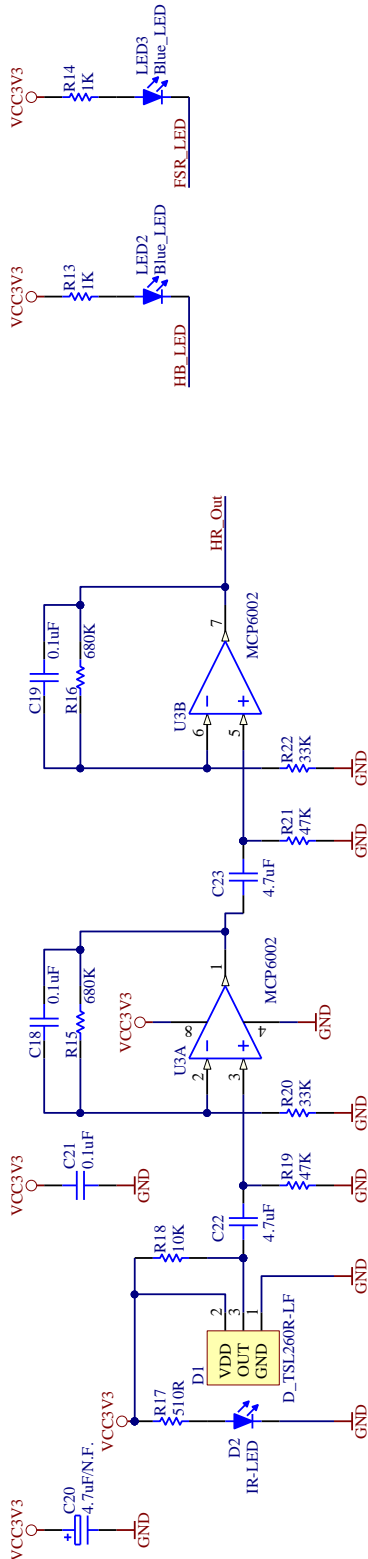 VCC3V3
C20
4.7uF/N.F.
+
GND
VCC3V3
R17
510R
D2
IR-LED
GND
D1
VDD
OUT
GND
2
3
1
D_TSL260R-LF
GND
R18
10K
C22
4.7uF
VCC3V3
C21
0.1uF
GND
R19
47K
GND
C18
0.1uF
R15
680K
VCC3V3
U3A
2
3
8
4
1
MCP6002
GND
R20
33K
GND
C23
4.7uF
R21
47K
GND
C19
0.1uF
R16
680K
U3B
6
5
7
MCP6002
R22
33K
GND
HR_Out
VCC3V3
R13
1K
LED2
Blue_LED
HB_LED
VCC3V3
R14
1K
LED3
Blue_LED
FSR_LED